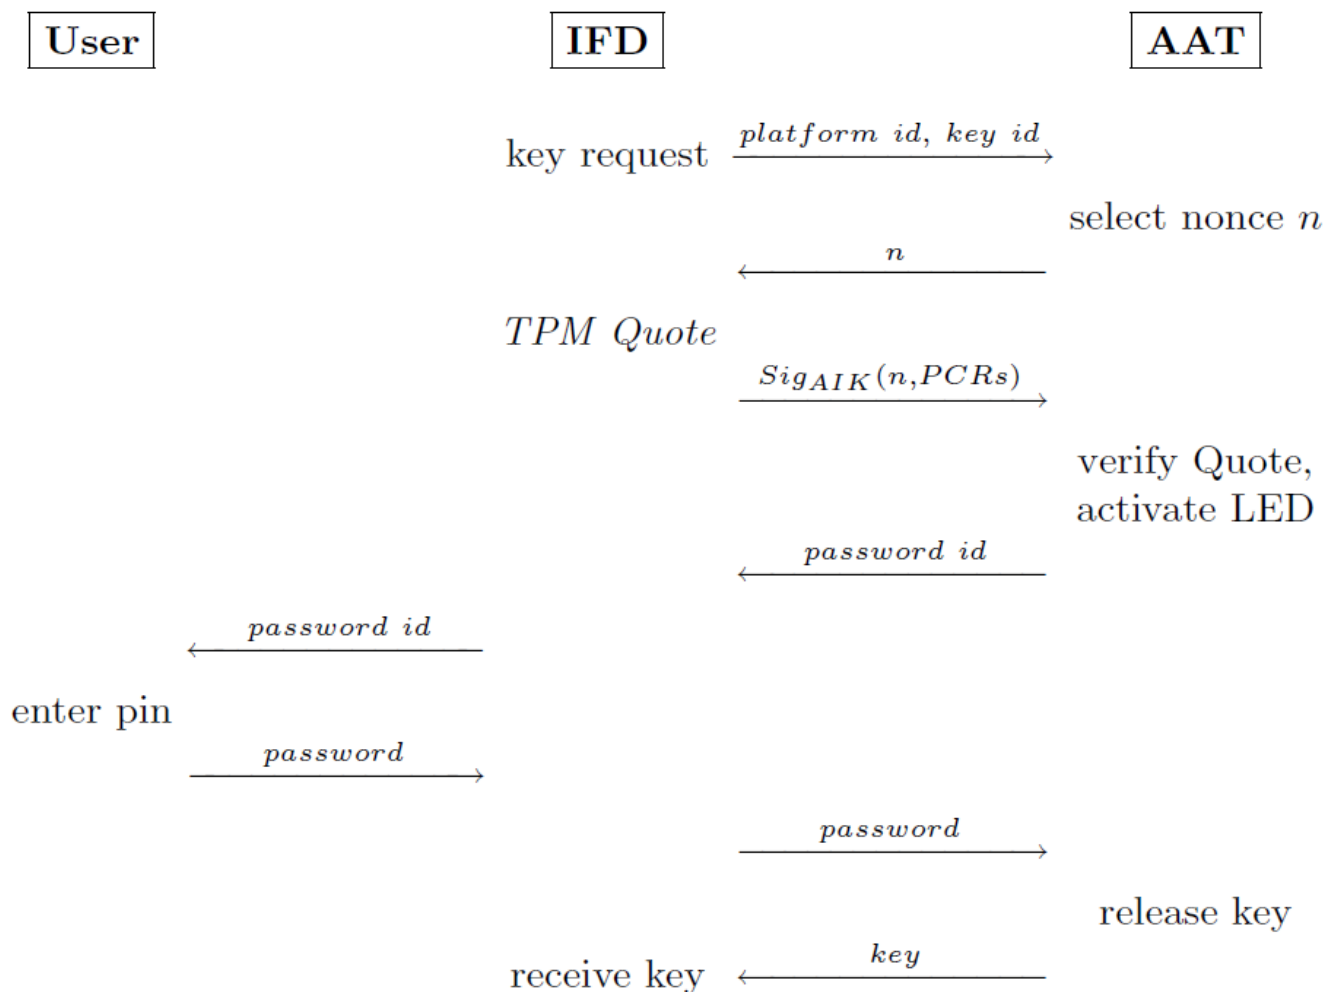 User IFD AAT
platform id, key id
key request
select nonce n
n
TPM Quote
Sig_AIK(n,PCRs)
verify Quote,
activate LED
password id
password id
enter pin
password
password
release key
key
receive key